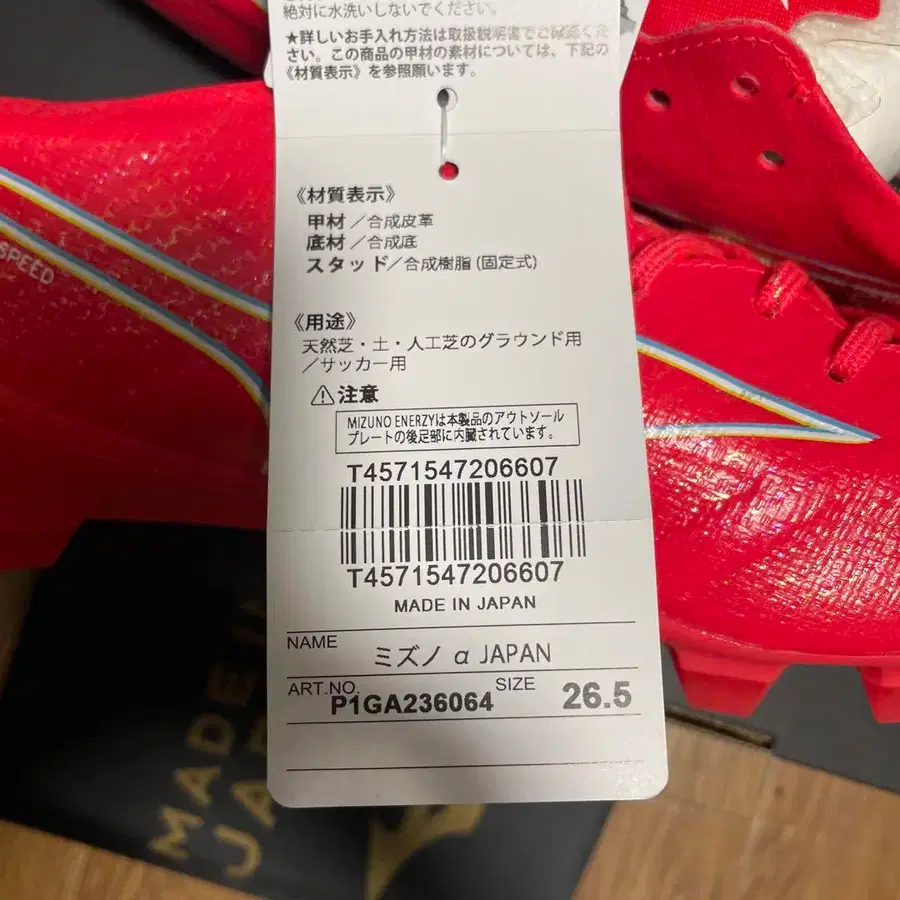 絶対に水洗いしないでください。
★詳しいお手入れ方法は取扱説明書でご確認くだ
さい。この商品の甲材の素材については、下記の
《材質表示》を参照願います。
《材質表示》
甲材／合成皮革
底材／合成底
スタッド／合成樹脂(固定式)
《用途》
天然芝・土・人工芝のグラウンド用
／サッカー用
⚠注意
MIZUNO ENERZYは本製品のアウトソール
プレートの後足部に内臓されています。
T4571547206607
T4571547206607
MADE IN JAPAN
NAME
ミズノ α JAPAN
ART.NO. SIZE
P1GA236064 26.5
SPEED
MADE IN
JAP